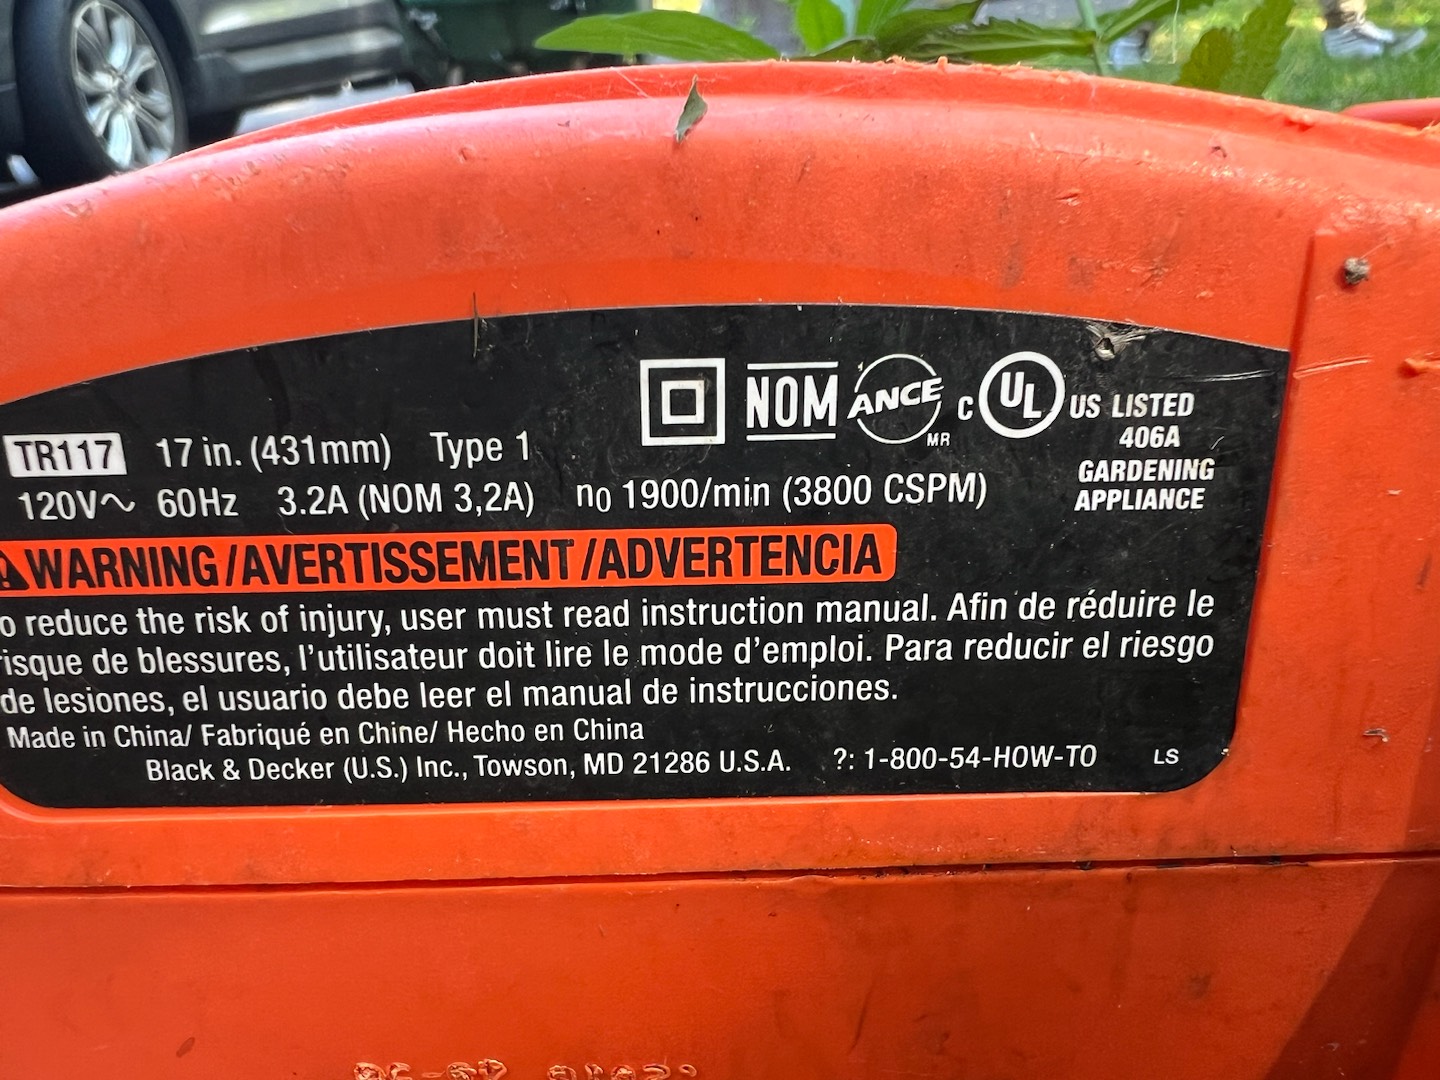 NOM ANCE MR C UL US LISTED
406A
GARDENING
APPLIANCE
TR117 17 in. (431mm) Type 1
120V~ 60Hz 3.2A (NOM 3,2A) n0 1900/min (3800 CSPM)
WARNING/AVERTISSEMENT/ADVERTENCIA
o reduce the risk of injury, user must read instruction manual. Afin de réduire le
risque de blessures, l'utilisateur doit lire le mode d'emploi. Para reducir el riesgo
de lesiones, el usuario debe leer el manual de instrucciones.
Made in China/ Fabriqué en Chine/ Hecho en China
Black & Decker (U.S.) Inc., Towson, MD 21286 U.S.A. ?: 1-800-54-HOW-TO LS